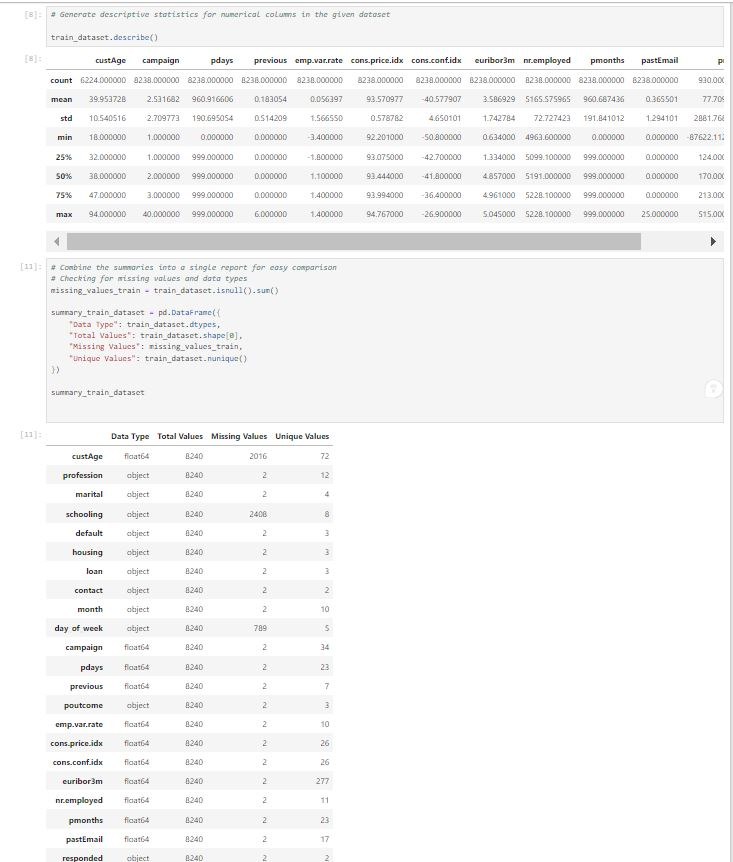 [8]: # Generate descriptive statistics for numerical columns in the given dataset
train_dataset.describe()
[8]: custAge campaign pdays previous emp.var.rate cons.price.idx cons.conf.idx euribor3m nr.employed pmonths pastEmail
count 6224.000000 8238.000000 8238.000000 8238.000000 8238.000000 8238.000000 8238.000000 8238.000000 8238.000000 8238.000000 8238.000000 930.00
mean 39.953728 2.531682 960.916606 0.183054 0.056397 93.570977 -40.577907 3.586929 5165.575965 960.687436 0.365501 77.70
std 10.540516 2.709773 190.695054 0.514209 1.566550 0.578782 4.650101 1.742784 72.727423 191.841012 1.294101 2881.76
min 18.000000 1.000000 0.000000 0.000000 -3.400000 92.201000 -50.800000 0.634000 4963.600000 0.000000 0.000000 -87622.11
25% 32.000000 1.000000 999.000000 0.000000 -1.800000 93.075000 -42.700000 1.334000 5099.100000 999.000000 0.000000 124.00
50% 38.000000 2.000000 999.000000 0.000000 1.100000 93.444000 -41.800000 4.857000 5191.000000 999.000000 0.000000 170.00
75% 47.000000 3.000000 999.000000 0.000000 1.400000 93.994000 -36.400000 4.961000 5228.100000 999.000000 0.000000 213.00
max 94.000000 40.000000 999.000000 6.000000 1.400000 94.767000 -26.900000 5.045000 5228.100000 999.000000 25.000000 515.00
[11]: # Combine the summaries into a single report for easy comparison
# Checking for missing values and data types
missing_values_train = train_dataset.isnull().sum()
summary_train_dataset = pd.DataFrame({
"Data Type": train_dataset.dtypes,
"Total Values": train_dataset.shape[0],
"Missing Values": missing_values_train,
"Unique Values": train_dataset.nunique()
})
summary_train_dataset
[11]: Data Type Total Values Missing Values Unique Values
custAge float64 8240 2016 72
profession object 8240 2 12
marital object 8240 2 4
schooling object 8240 2408 8
default object 8240 2 3
housing object 8240 2 3
loan object 8240 2 3
contact object 8240 2 2
month object 8240 2 10
day_of_week object 8240 789 5
campaign float64 8240 2 34
pdays float64 8240 2 23
previous float64 8240 2 7
poutcome object 8240 2 3
emp.var.rate float64 8240 2 10
cons.price.idx float64 8240 2 26
cons.conf.idx float64 8240 2 26
euribor3m float64 8240 2 277
nr.employed float64 8240 2 11
pmonths float64 8240 2 23
pastEmail float64 8240 2 17
responded object 8240 2 2